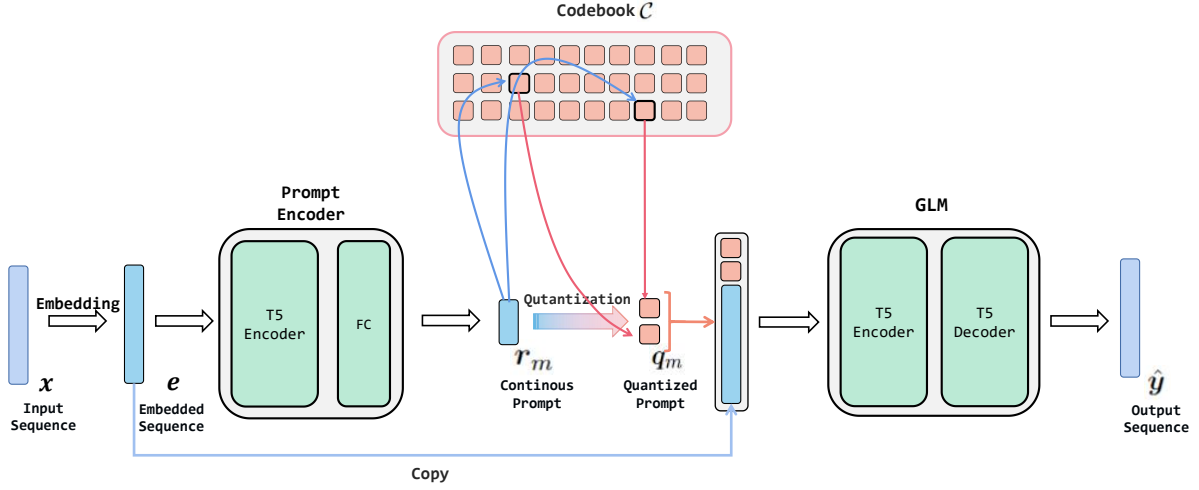 Codebook 𝒞
Prompt
Encoder
GLM
Embedding
T5
Encoder
FC
Qutantization
T5
Encoder
T5
Decoder
x
Input
Sequence
e
Embedded
Sequence
r_m
Continous
Prompt
q_m
Quantized
Prompt
ŷ
Output
Sequence
Copy